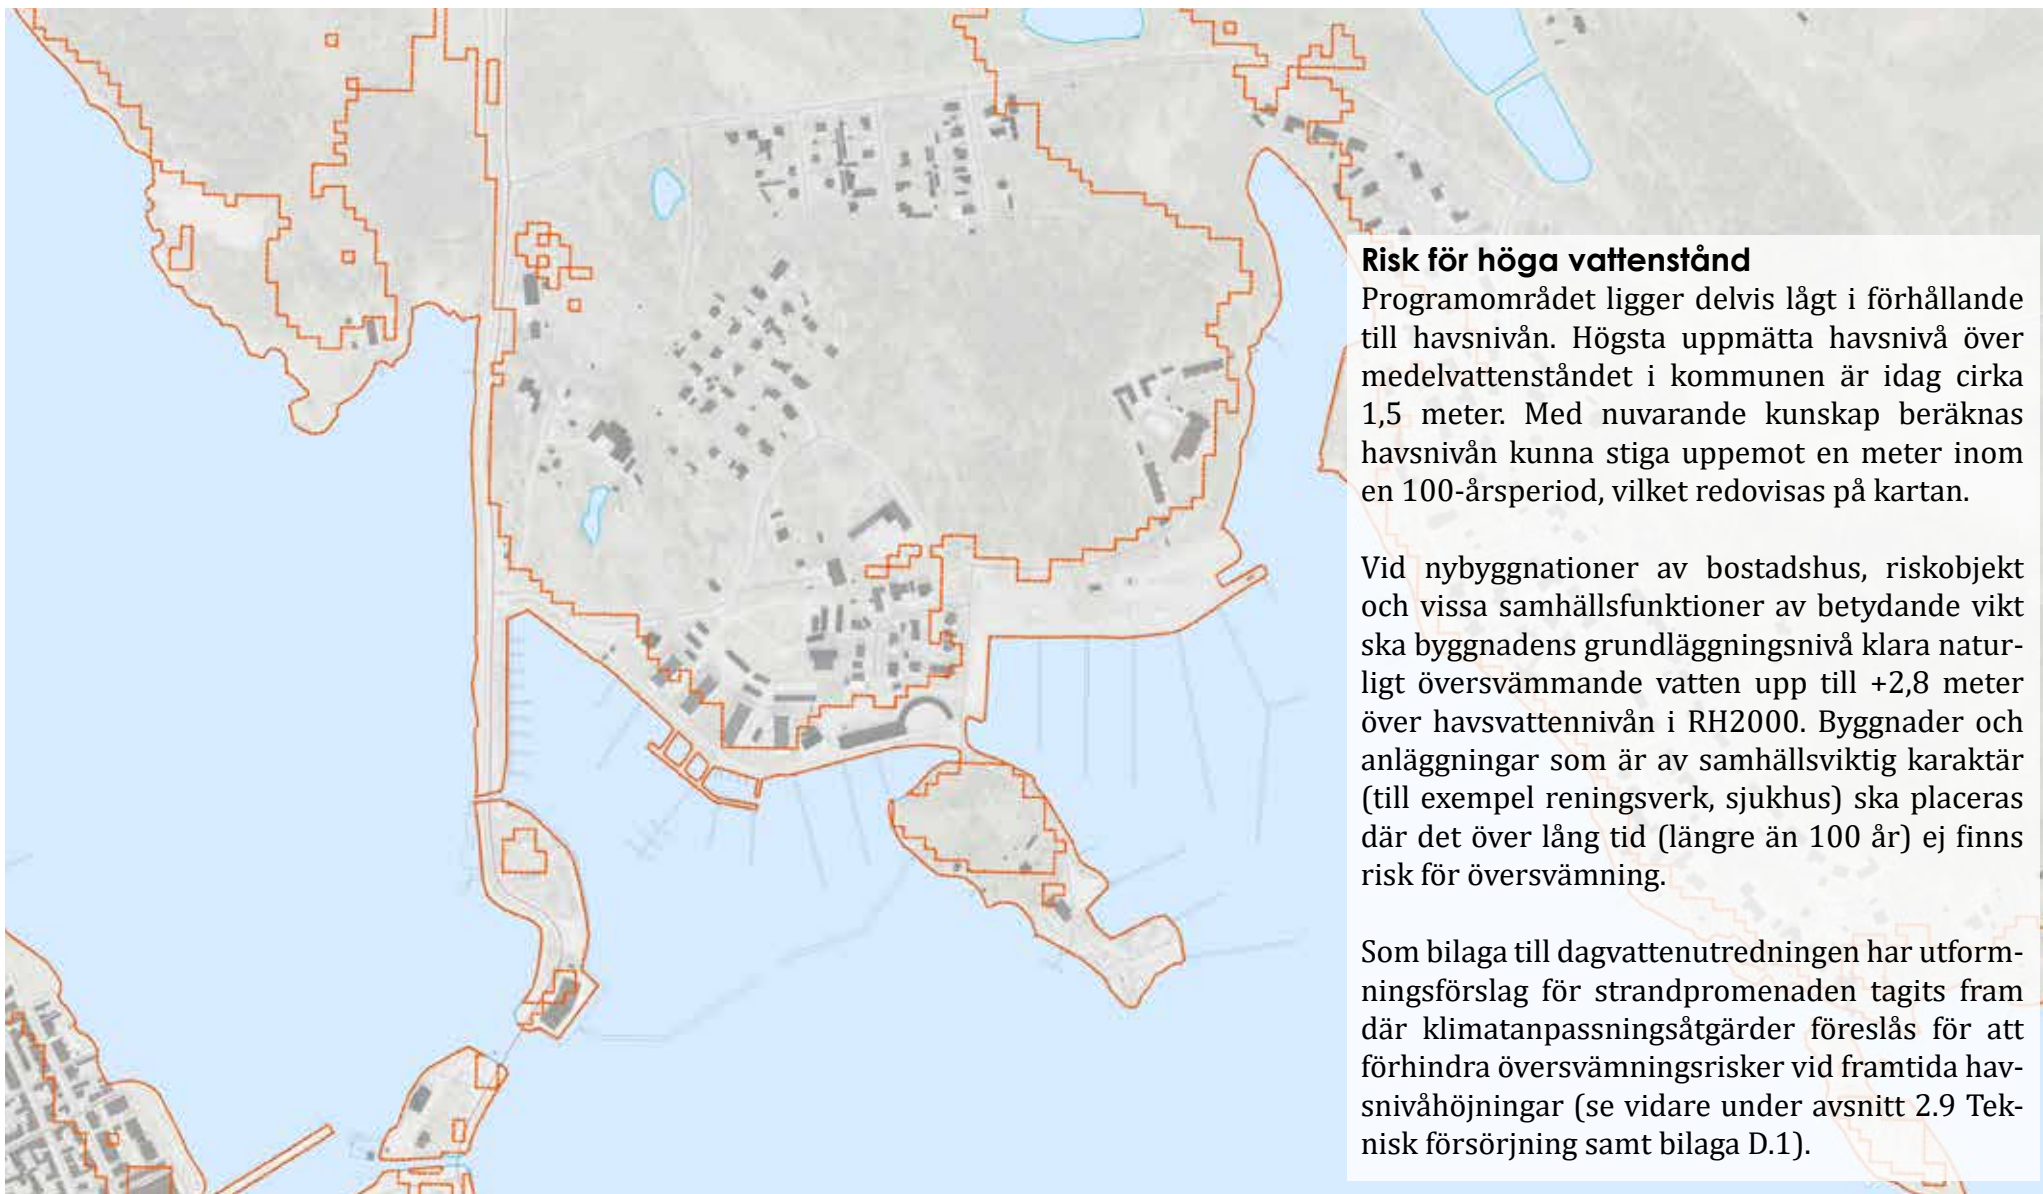 Risk för höga vattenstånd
Programområdet ligger delvis lågt i förhållande
till havsnivån. Högsta uppmätta havsnivå över
medelvattenståndet i kommunen är idag cirka
1,5 meter. Med nuvarande kunskap beräknas
havsnivån kunna stiga uppemot en meter inom
en 100-årsperiod, vilket redovisas på kartan.
Vid nybyggnationer av bostadshus, riskobjekt
och vissa samhällsfunktioner av betydande vikt
ska byggnadens grundläggningsnivå klara natur-
ligt översvämmande vatten upp till +2,8 meter
över havsvattennivån i RH2000. Byggnader och
anläggningar som är av samhällsviktig karaktär
(till exempel reningsverk, sjukhus) ska placeras
där det över lång tid (längre än 100 år) ej finns
risk för översvämning.
Som bilaga till dagvattenutredningen har utform-
ningsförslag för strandpromenaden tagits fram
där klimatanpassningsåtgärder föreslås för att
förhindra översvämningsrisker vid framtida hav-
snivåhöjningar (se vidare under avsnitt 2.9 Tek-
nisk försörjning samt bilaga D.1).